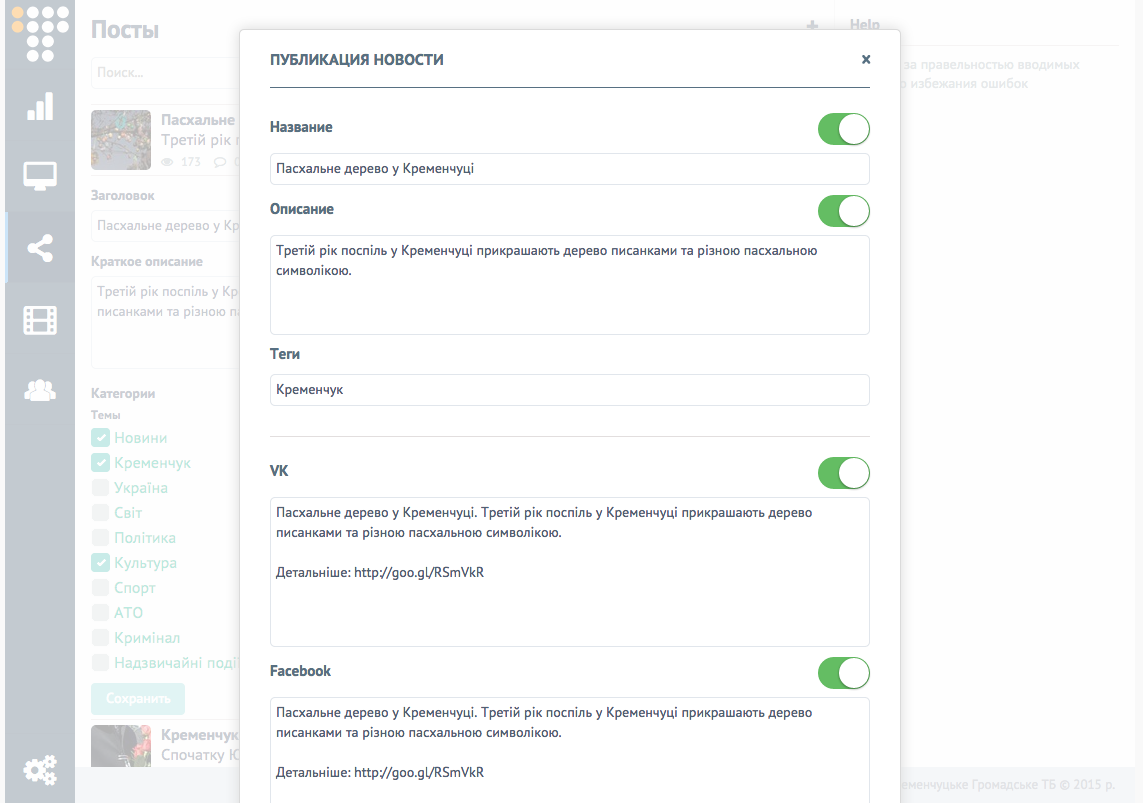 Посты
Help
Поиск...
за правельностью вводимых
избежания ошибок
Пасхальне
Третій рік
173
Заголовок
Пасхальне дерево у Кр
Краткое описание
Третій рік поспіль у Кр
писанками та різною па
Категории
Темы
Новини
Кременчук
Україна
Світ
Політика
Культура
Спорт
АТО
Кримінал
Надзвичайні події
Сохранить
Кременчук
Спочатку Ю
ПУБЛИКАЦИЯ НОВОСТИ
×
Название
Пасхальне дерево у Кременчуці
Описание
Третій рік поспіль у Кременчуці прикрашають дерево писанками та різною пасхальною
символікою.
Теги
Кременчук
VK
Пасхальне дерево у Кременчуці. Третій рік поспіль у Кременчуці прикрашають дерево
писанками та різною пасхальною символікою.
Детальніше: http://goo.gl/RSmVkR
Facebook
Пасхальне дерево у Кременчуці. Третій рік поспіль у Кременчуці прикрашають дерево
писанками та різною пасхальною символікою.
Детальніше: http://goo.gl/RSmVkR
еменчуцьке Громадське ТБ © 2015 р.